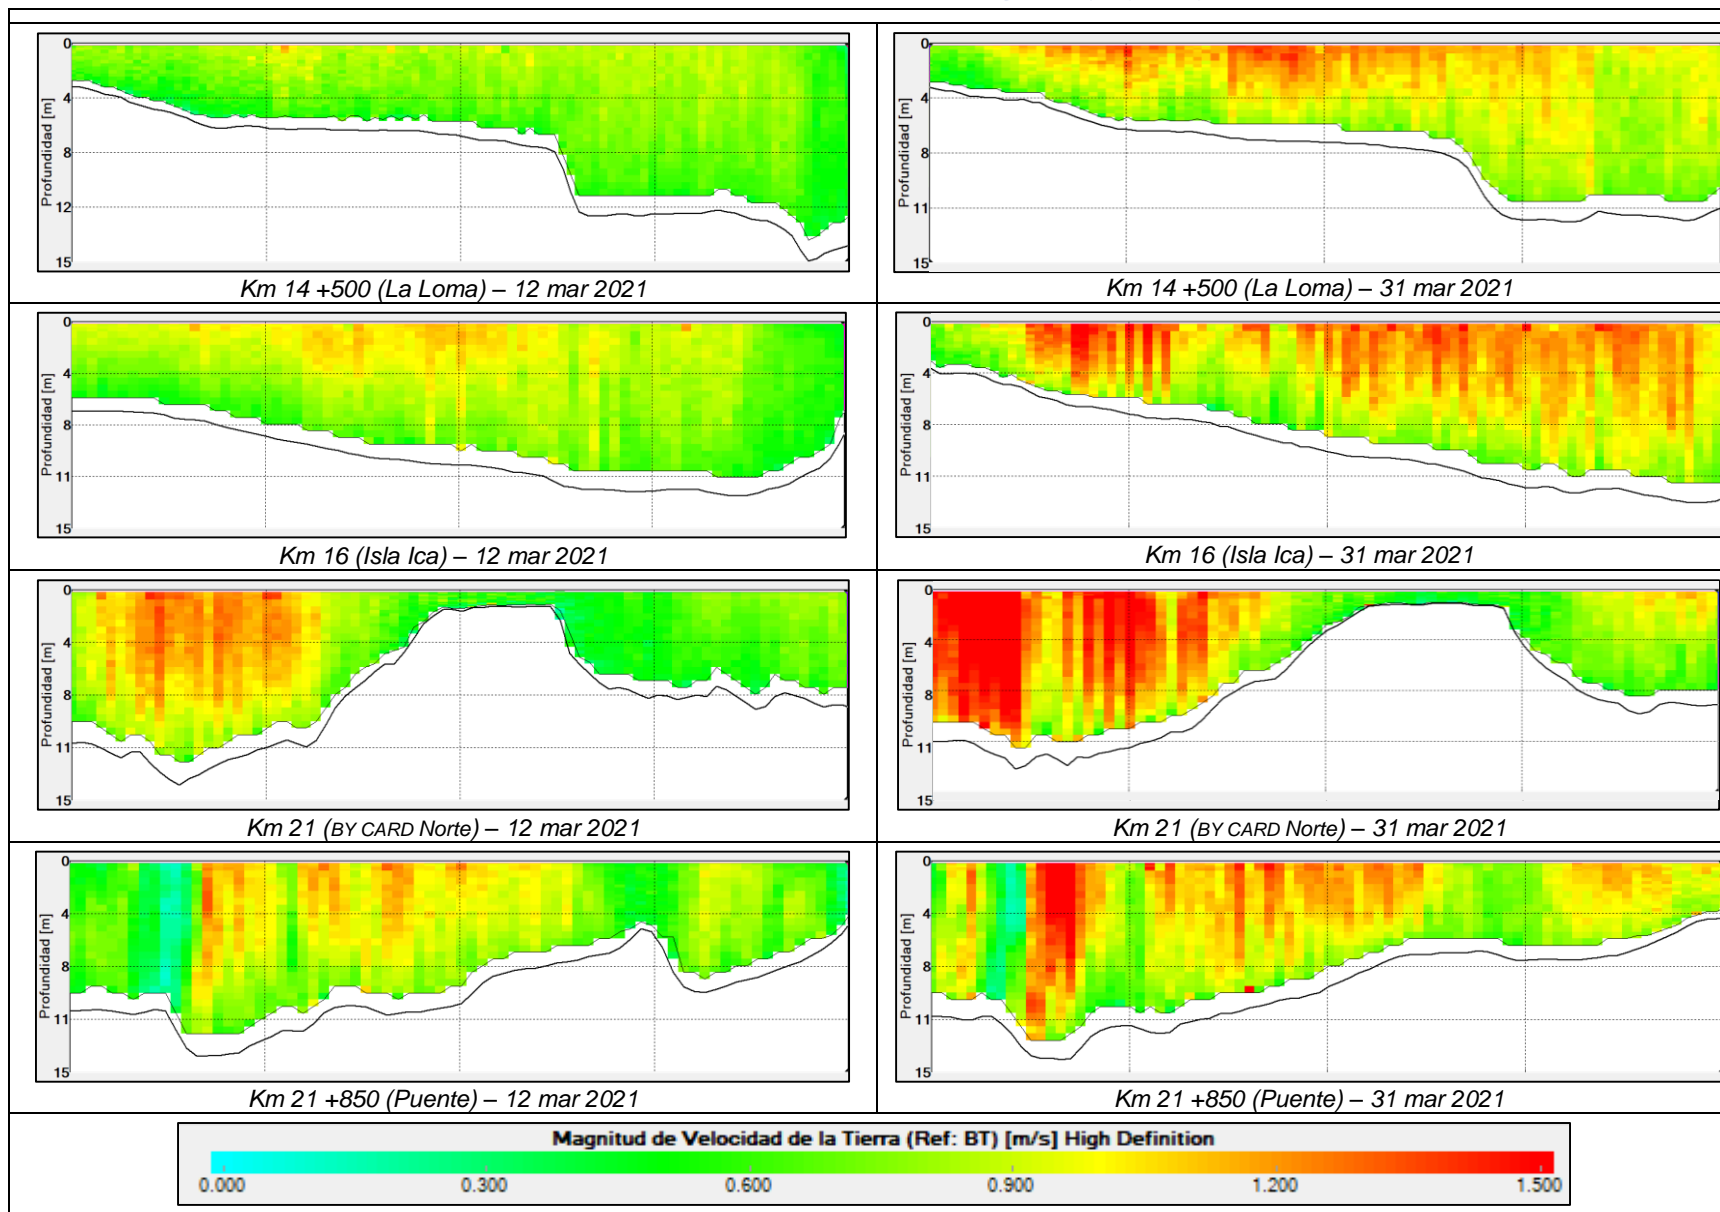 0
4
8
12
15
Profundidad [m]
Km 14 +500 (La Loma) – 12 mar 2021
0
4
8
11
15
Profundidad [m]
Km 14 +500 (La Loma) – 31 mar 2021
0
4
8
11
15
Profundidad [m]
Km 16 (Isla Ica) – 12 mar 2021
0
4
8
11
15
Profundidad [m]
Km 16 (Isla Ica) – 31 mar 2021
0
4
8
11
15
Profundidad [m]
Km 21 (BY CARD Norte) – 12 mar 2021
0
4
8
11
15
Profundidad [m]
Km 21 (BY CARD Norte) – 31 mar 2021
0
4
8
11
15
Profundidad [m]
Km 21 +850 (Puente) – 12 mar 2021
0
4
8
11
15
Profundidad [m]
Km 21 +850 (Puente) – 31 mar 2021
Magnitud de Velocidad de la Tierra (Ref: BT) [m/s] High Definition
0.000 0.300 0.600 0.900 1.200 1.500